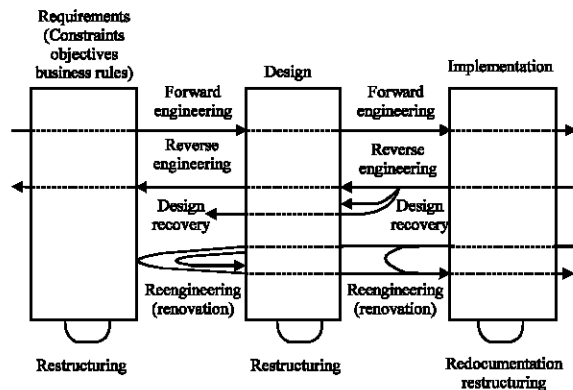 Requirements
(Constraints
objectives
business rules)
Design
Implementation
Forward
engineering
Forward
engineering
Reverse
engineering
Reverse
engineering
Design
recovery
Design
recovery
Reengineering
(renovation)
Reengineering
(renovation)
Restructuring
Restructuring
Redocumentation
restructuring